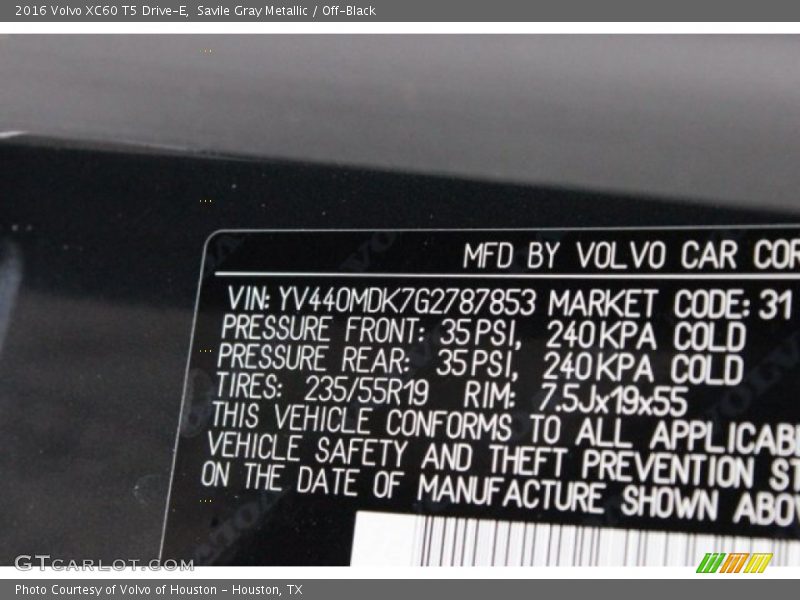 2016 Volvo XC60 T5 Drive-E, Savile Gray Metallic / Off-Black
MFD BY VOLVO CAR COR
VIN: YV440MDK7G2787853 MARKET CODE: 31
PRESSURE FRONT: 35PSI, 240KPA COLD
PRESSURE REAR: 35PSI, 240KPA COLD
TIRES: 235/55R19 RIM: 7.5Jx19x55
THIS VEHICLE CONFORMS TO ALL APPLICAB
VEHICLE SAFETY AND THEFT PREVENTION ST
ON THE DATE OF MANUFACTURE SHOWN ABOV
GTCARLOT.COM
Photo Courtesy of Volvo of Houston - Houston, TX